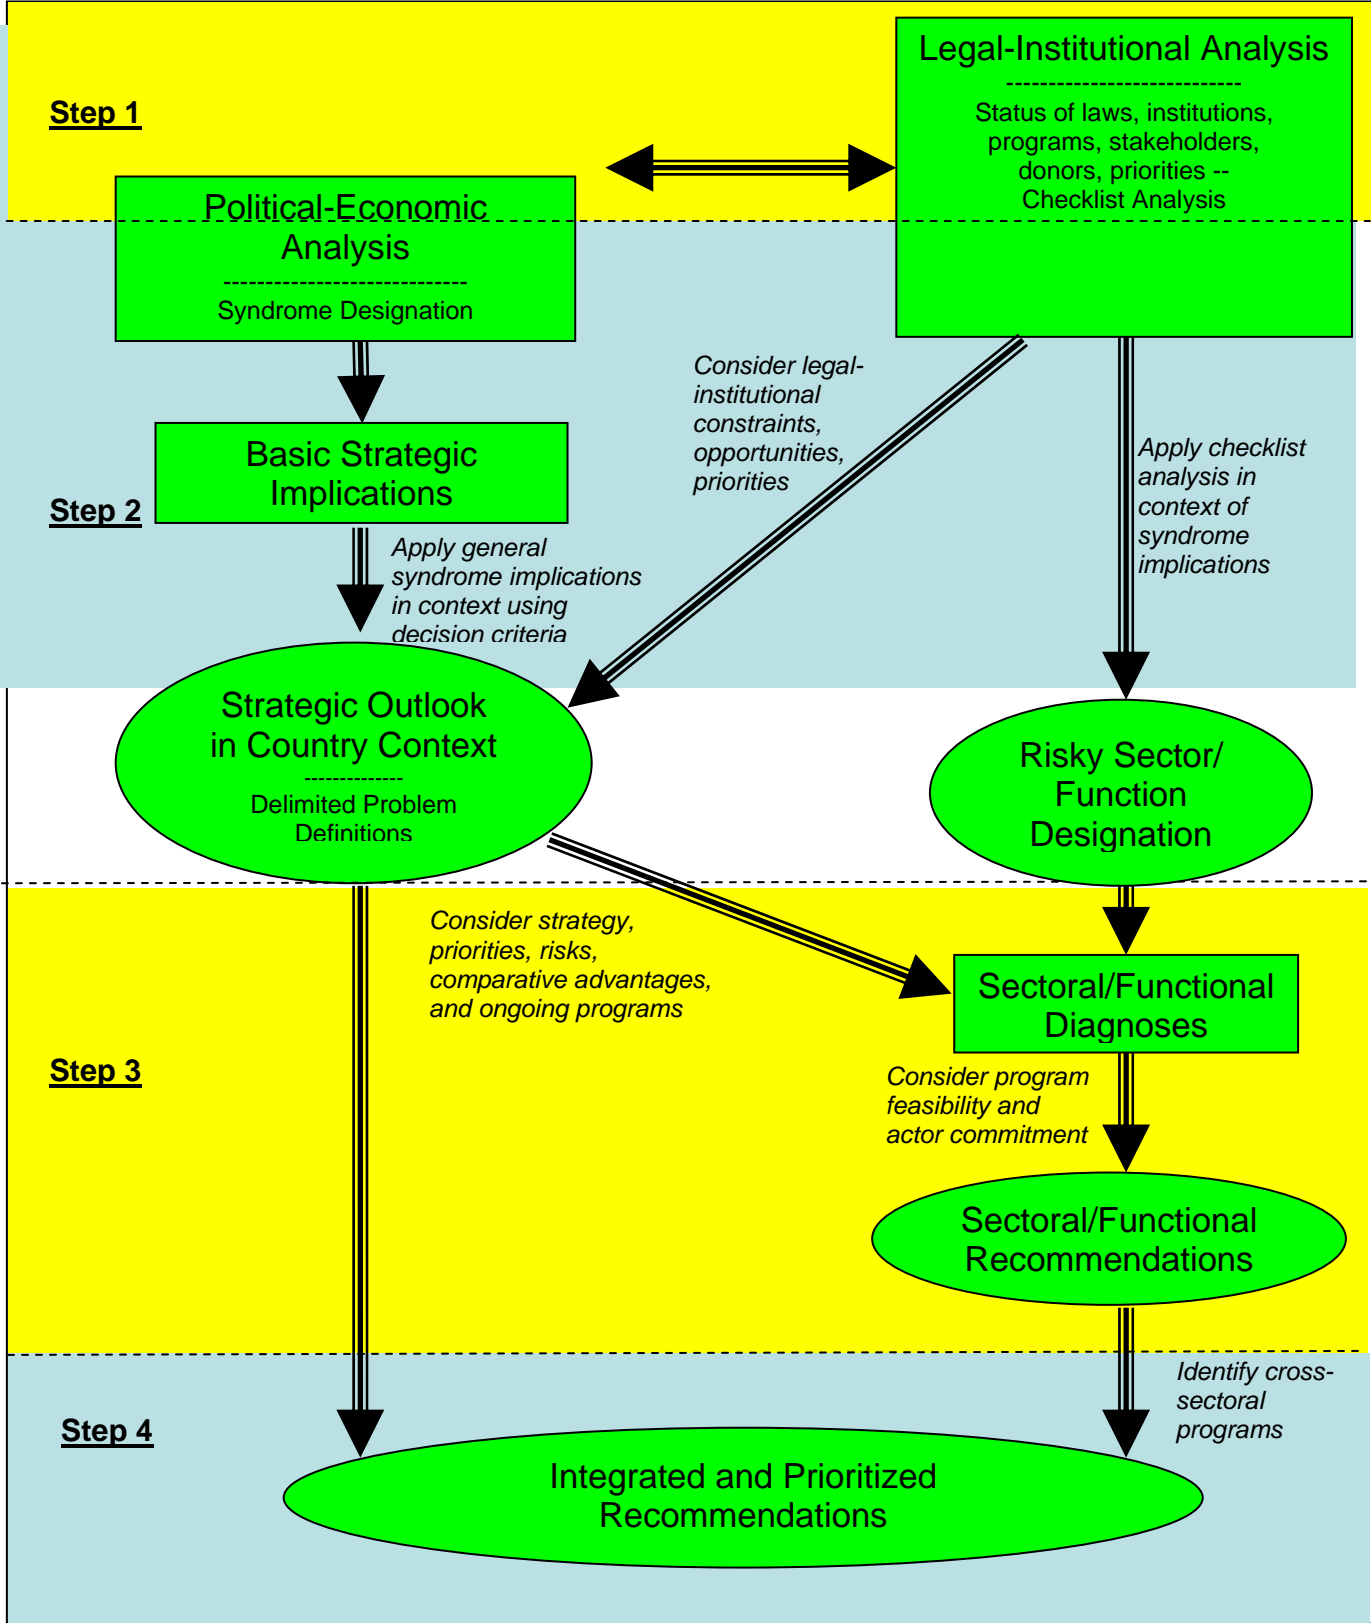 Legal-Institutional Analysis
----------------------------
Status of laws, institutions,
programs, stakeholders,
donors, priorities --
Checklist Analysis
Step 1
Political-Economic
Analysis
----------------------------
Syndrome Designation
Consider legal-
institutional
constraints,
opportunities,
priorities
Apply checklist
analysis in
context of
syndrome
implications
Basic Strategic
Implications
Step 2
Apply general
syndrome implications
in context using
decision criteria
Strategic Outlook
in Country Context
--------------
Delimited Problem
Definitions
Risky Sector/
Function
Designation
Consider strategy,
priorities, risks,
comparative advantages,
and ongoing programs
Sectoral/Functional
Diagnoses
Step 3
Consider program
feasibility and
actor commitment
Sectoral/Functional
Recommendations
Identify cross-
sectoral
programs
Step 4
Integrated and Prioritized
Recommendations